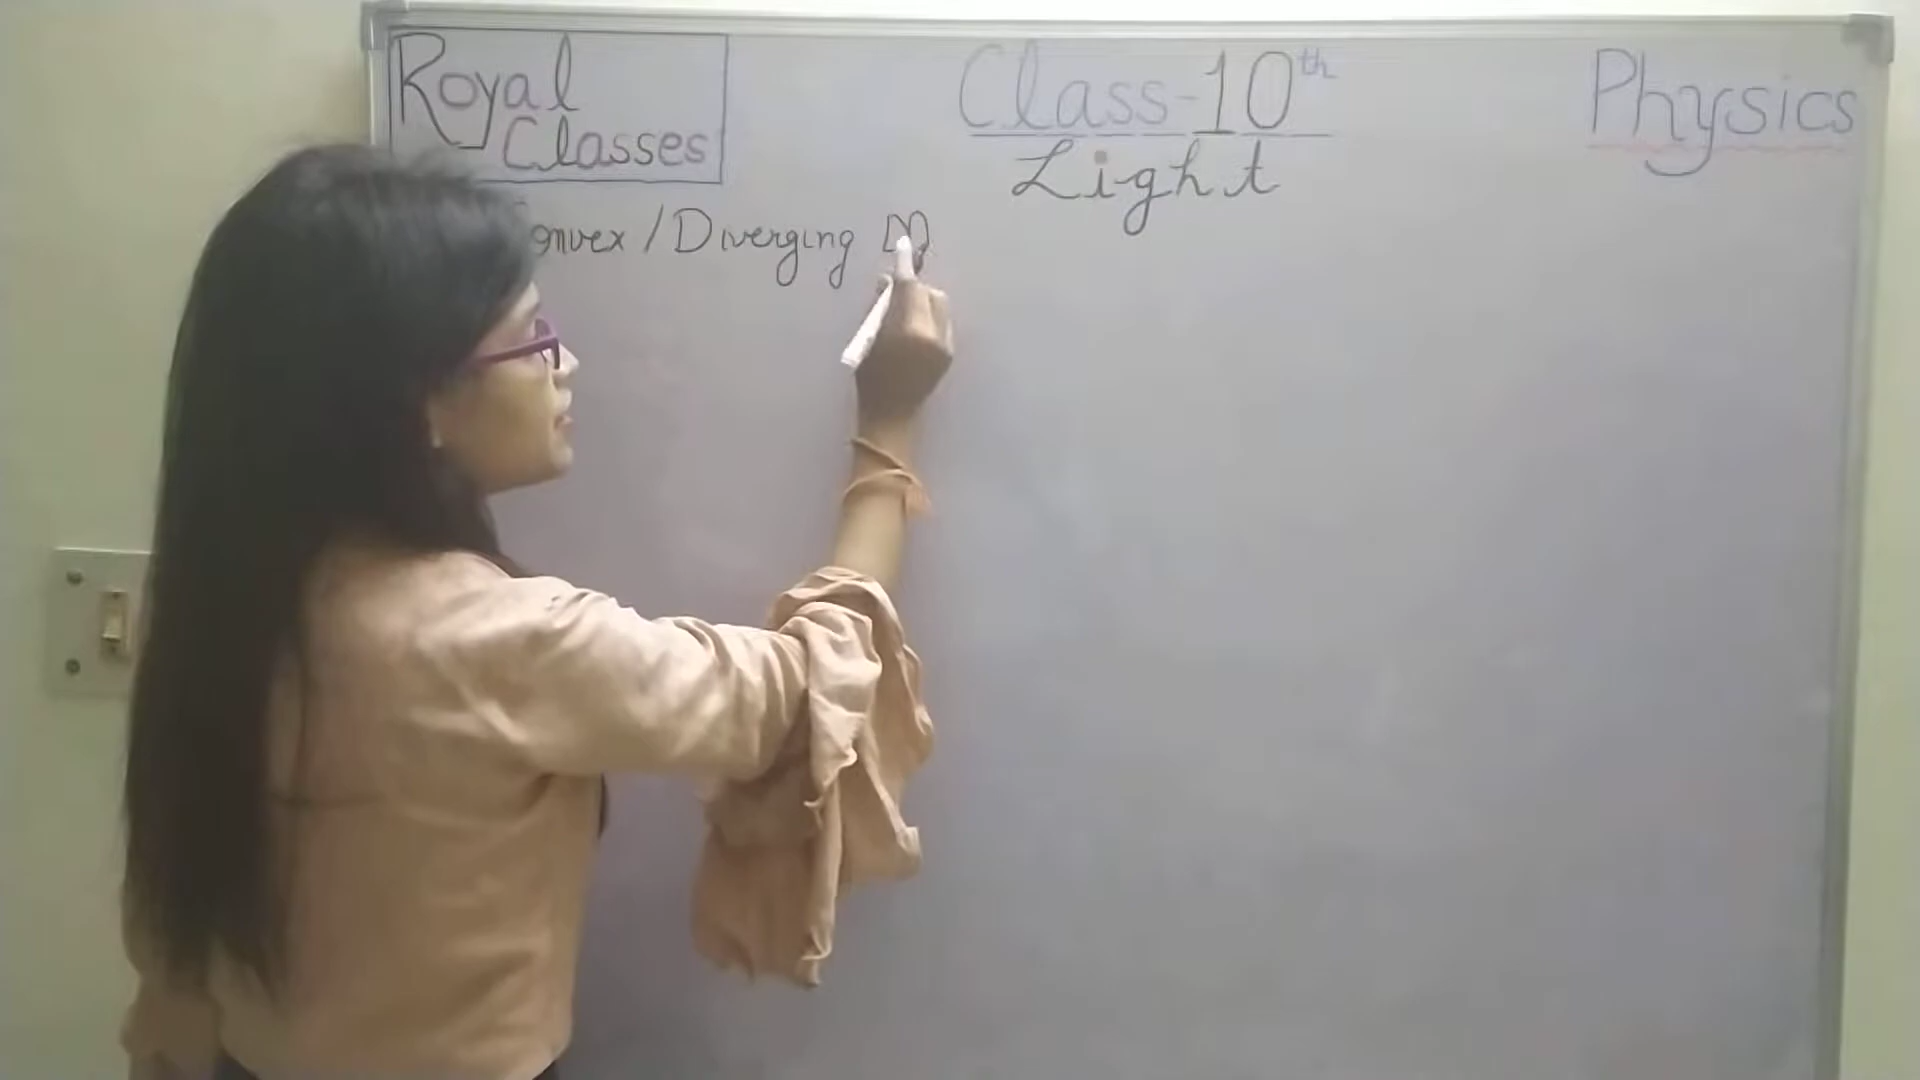 Royal
Classes
Class-10th
Light
Physics
Convex / Diverging M